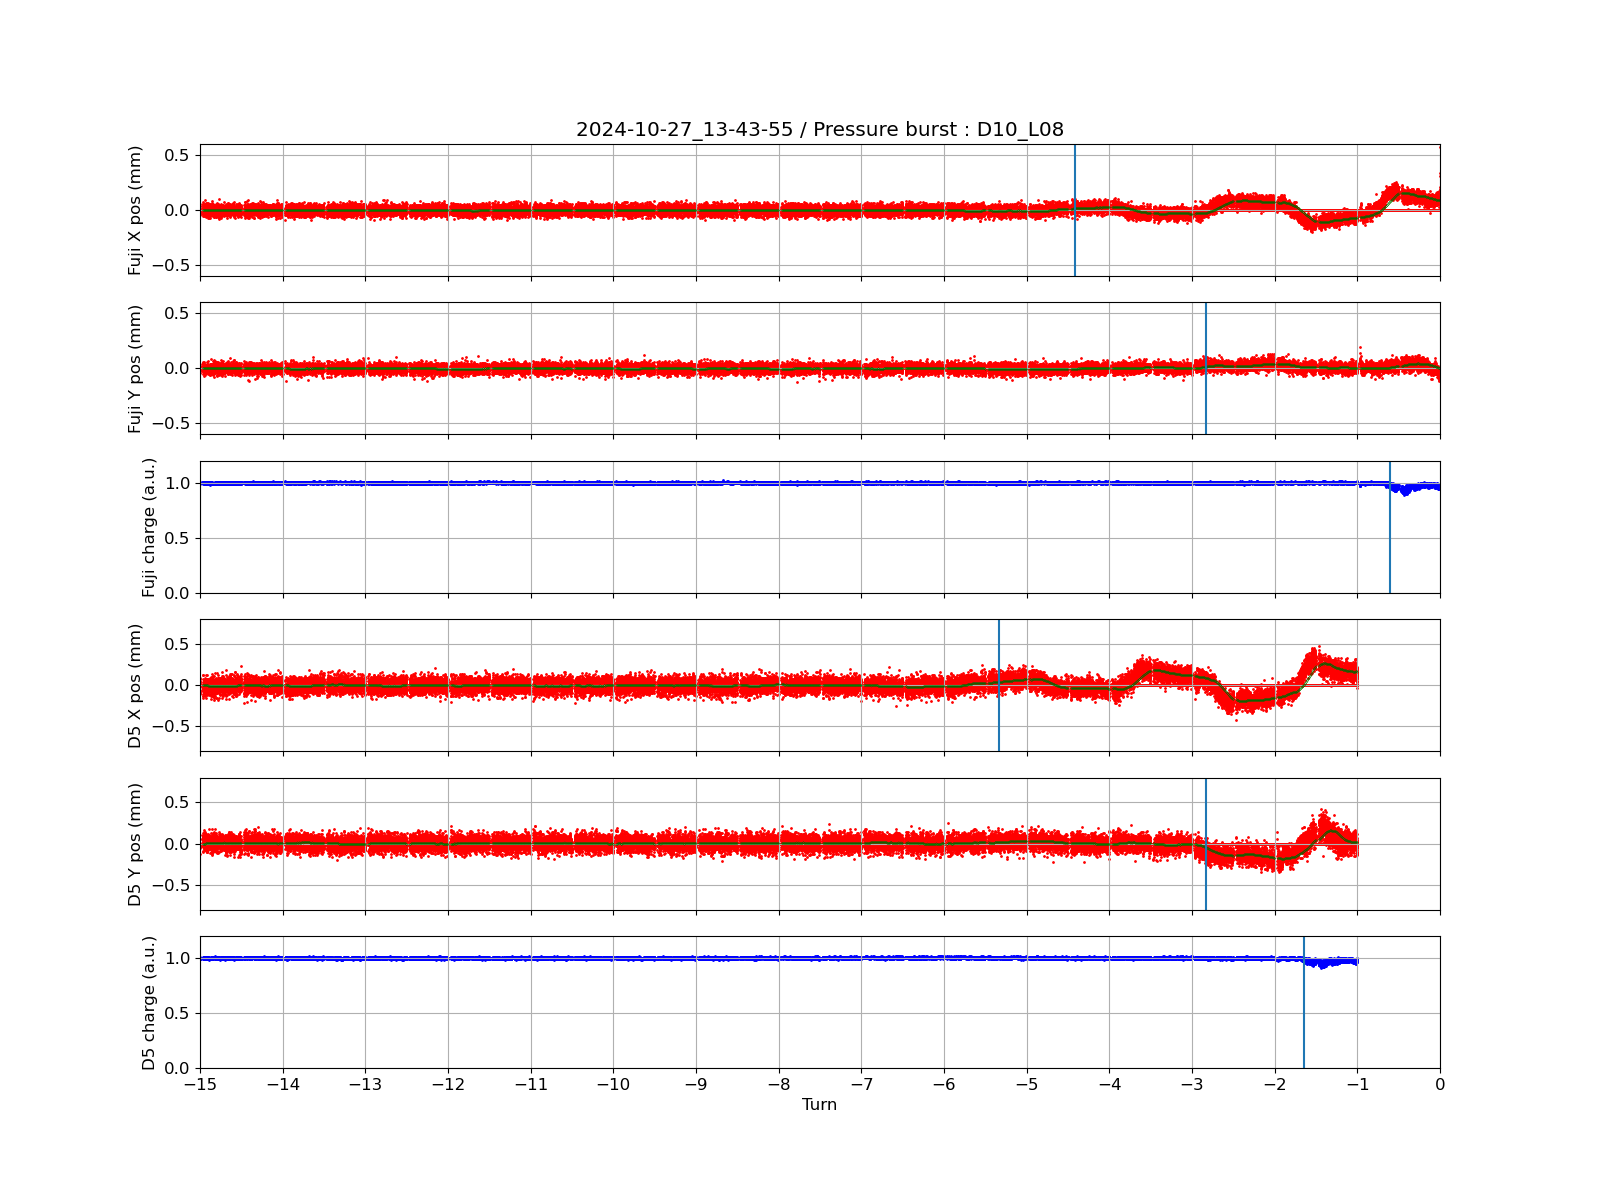 2024-10-27_13-43-55 / Pressure burst : D10_L08
Fuji X pos (mm)
0.5
0.0
−0.5
Fuji Y pos (mm)
0.5
0.0
−0.5
Fuji charge (a.u.)
1.0
0.5
0.0
D5 X pos (mm)
0.5
0.0
−0.5
D5 Y pos (mm)
0.5
0.0
−0.5
D5 charge (a.u.)
1.0
0.5
0.0
−15 −14 −13 −12 −11 −10 −9 −8 −7 −6 −5 −4 −3 −2 −1 0
Turn